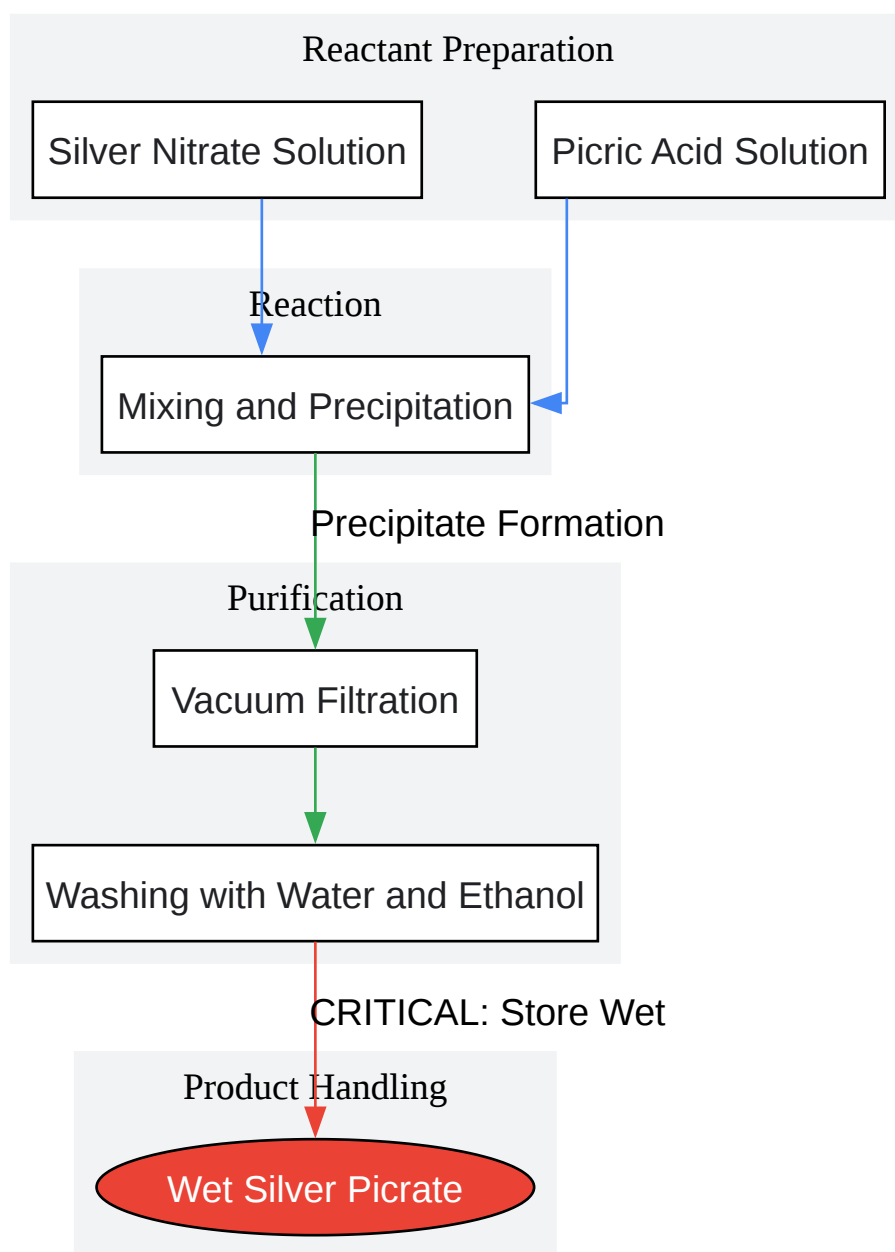 Reactant Preparation
Silver Nitrate Solution
Picric Acid Solution
Reaction
Mixing and Precipitation
Precipitate Formation
Purification
Vacuum Filtration
Washing with Water and Ethanol
CRITICAL: Store Wet
Product Handling
Wet Silver Picrate